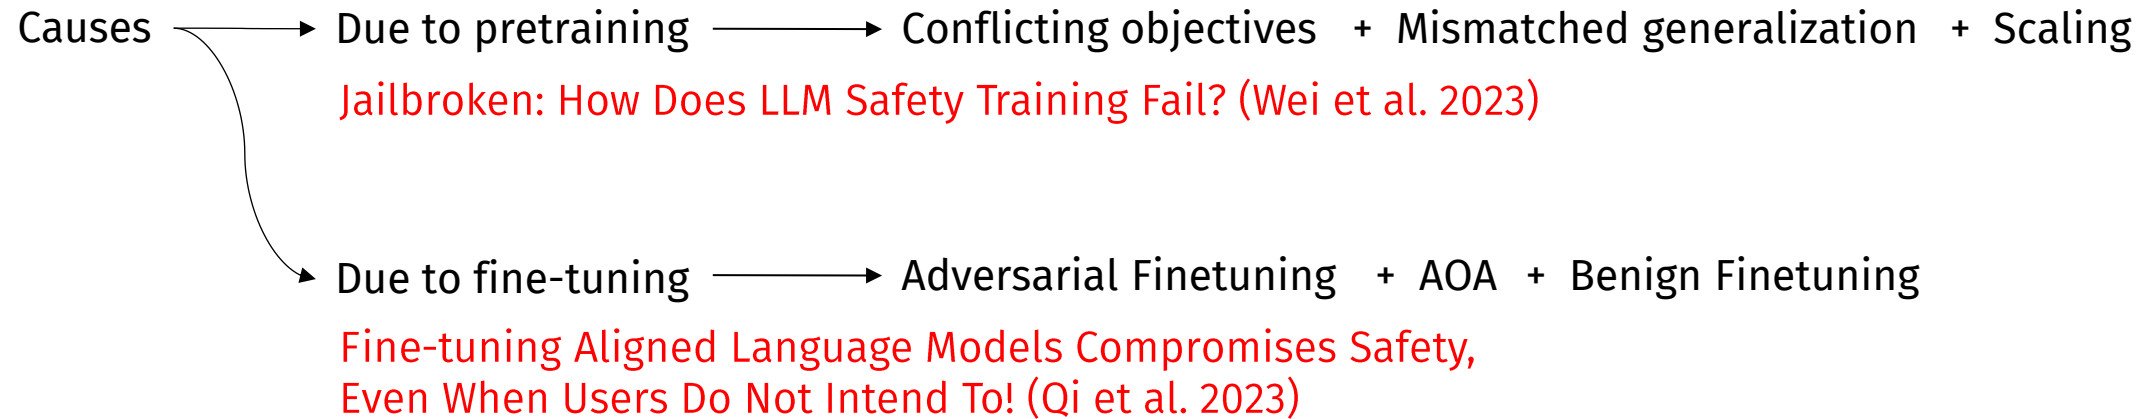 Causes Due to pretraining Conflicting objectives + Mismatched generalization + Scaling
Jailbroken: How Does LLM Safety Training Fail? (Wei et al. 2023)
Due to fine-tuning Adversarial Finetuning + AOA + Benign Finetuning
Fine-tuning Aligned Language Models Compromises Safety,
Even When Users Do Not Intend To! (Qi et al. 2023)